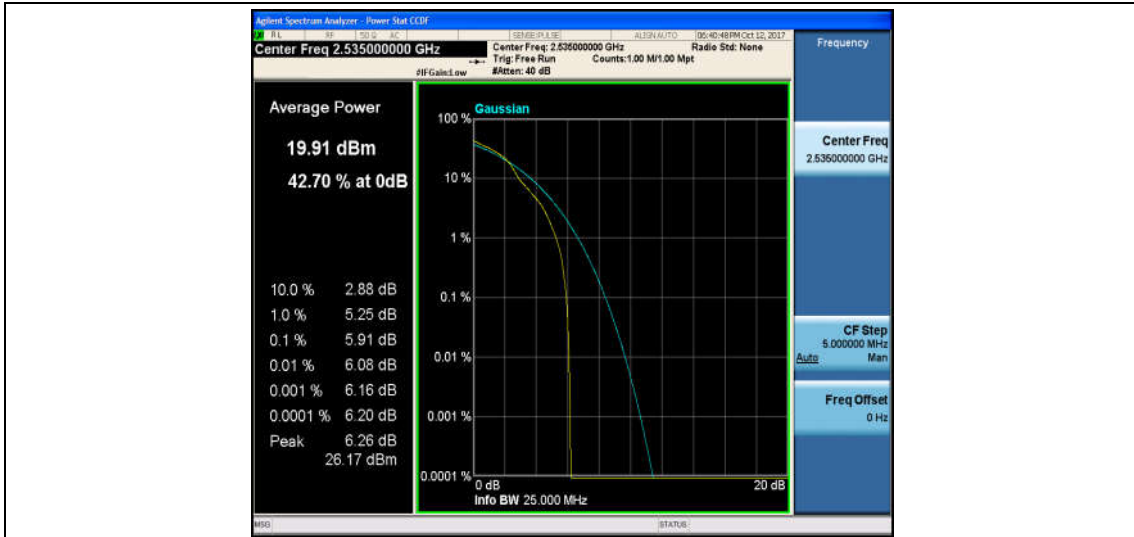 Agilent Spectrum Analyzer - Power Stat CCDF
RL RF 50 Ω AC SENSE:PULSE ALIGNAUTO 06:40:48 PM Oct 12, 2017
Center Freq 2.535000000 GHz
Center Freq: 2.535000000 GHz Radio Std: None
Trig: Free Run Counts:1.00 M/1.00 Mpt
#IFGain:Low #Atten: 40 dB
Frequency
Average Power
19.91 dBm
42.70 % at 0dB
10.0 % 2.88 dB
1.0 % 5.25 dB
0.1 % 5.91 dB
0.01 % 6.08 dB
0.001 % 6.16 dB
0.0001 % 6.20 dB
Peak 6.26 dB
26.17 dBm
Gaussian
100 %
10 %
1 %
0.1 %
0.01 %
0.001 %
0.0001 %
0 dB 20 dB
Info BW 25.000 MHz
Center Freq
2.535000000 GHz
CF Step
5.000000 MHz
Auto Man
Freq Offset
0 Hz
MSG STATUS